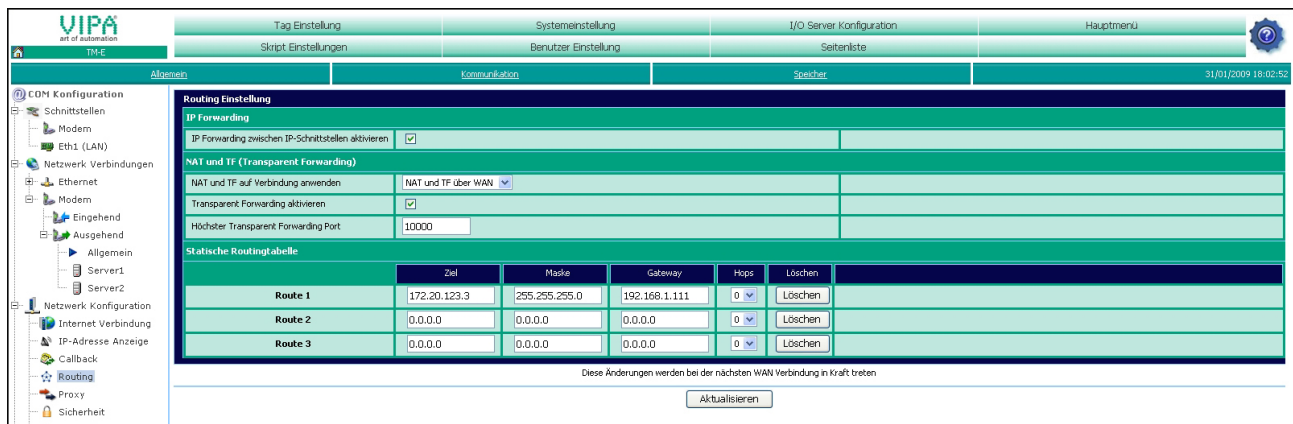 VIPA
art of automation
TM-E
Tag Einstellung
Systemeinstellung
I/O Server Konfiguration
Hauptmenü
Skript Einstellungen
Benutzer Einstellung
Seitenliste
Allgemein
Kommunikation
Speicher
31/01/2009 18:02:52
COM Konfiguration
Schnittstellen
Modem
Eth1 (LAN)
Netzwerk Verbindungen
Ethernet
Modem
Eingehend
Ausgehend
Allgemein
Server1
Server2
Netzwerk Konfiguration
Internet Verbindung
IP-Adresse Anzeige
Callback
Routing
Proxy
Sicherheit
Routing Einstellung
IP Forwarding
IP Forwarding zwischen IP-Schnittstellen aktivieren
NAT und TF (Transparent Forwarding)
NAT und TF auf Verbindung anwenden NAT und TF über WAN
Transparent Forwarding aktivieren
Höchster Transparent Forwarding Port 10000
Statische Routingtabelle
Ziel Maske Gateway Hops Löschen
Route 1 172.20.123.3 255.255.255.0 192.168.1.111 0 Löschen
Route 2 0.0.0.0 0.0.0.0 0.0.0.0 0 Löschen
Route 3 0.0.0.0 0.0.0.0 0.0.0.0 0 Löschen
Diese Änderungen werden bei der nächsten WAN Verbindung in Kraft treten
Aktualisieren